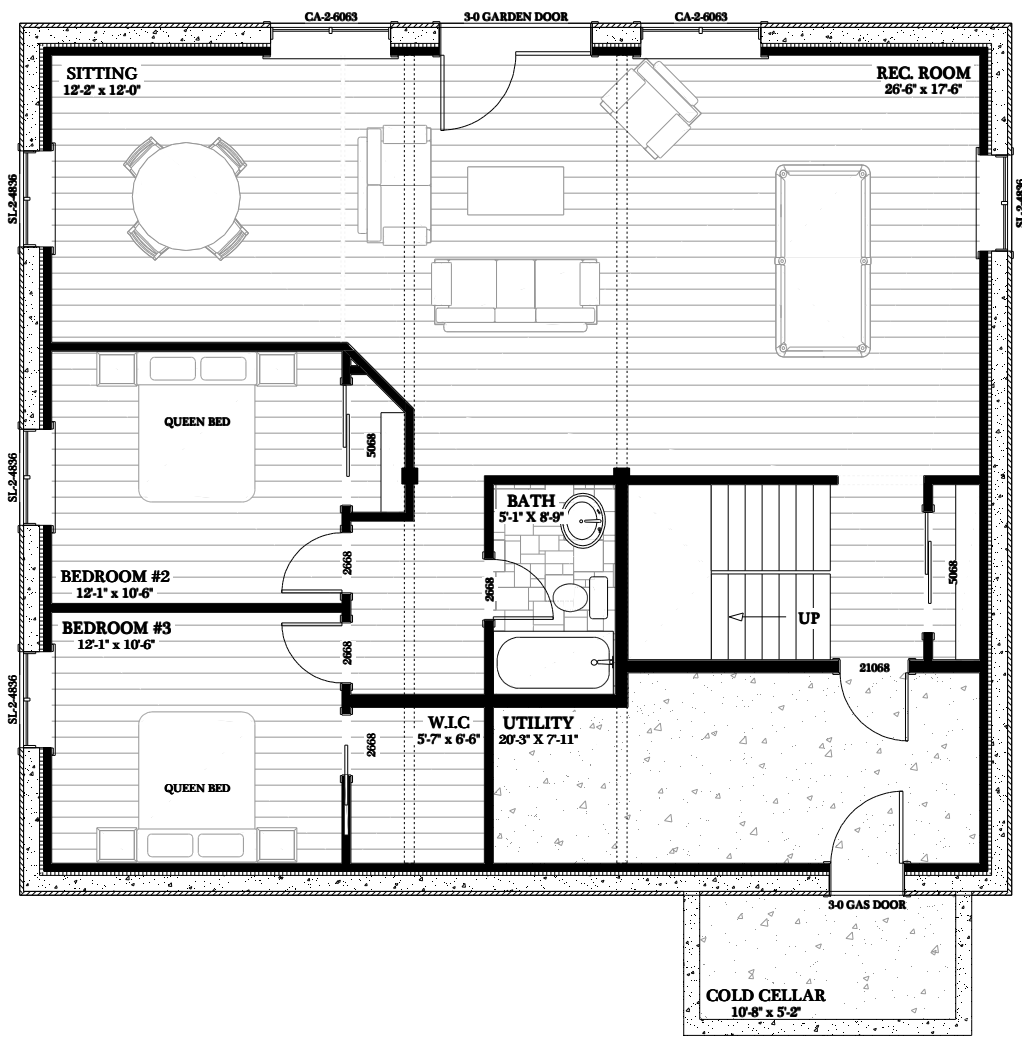 CA-2-6063
3-0 GARDEN DOOR
CA-2-6063
SITTING
12'-2" x 12'-0"
REC. ROOM
26'-6" x 17'-6"
SL-2-4836
SL-2-4836
QUEEN BED
5068
SL-2-4836
BATH
5'-1" X 8'-9"
BEDROOM #2
12'-1" x 10'-6"
2668
2668
5068
UP
BEDROOM #3
12'-1" x 10'-6"
2668
21068
SL-2-4836
W.I.C
5'-7" x 6'-6"
2668
UTILITY
20'-3" X 7'-11"
QUEEN BED
3-0 GAS DOOR
COLD CELLAR
10'-8" x 5'-2"